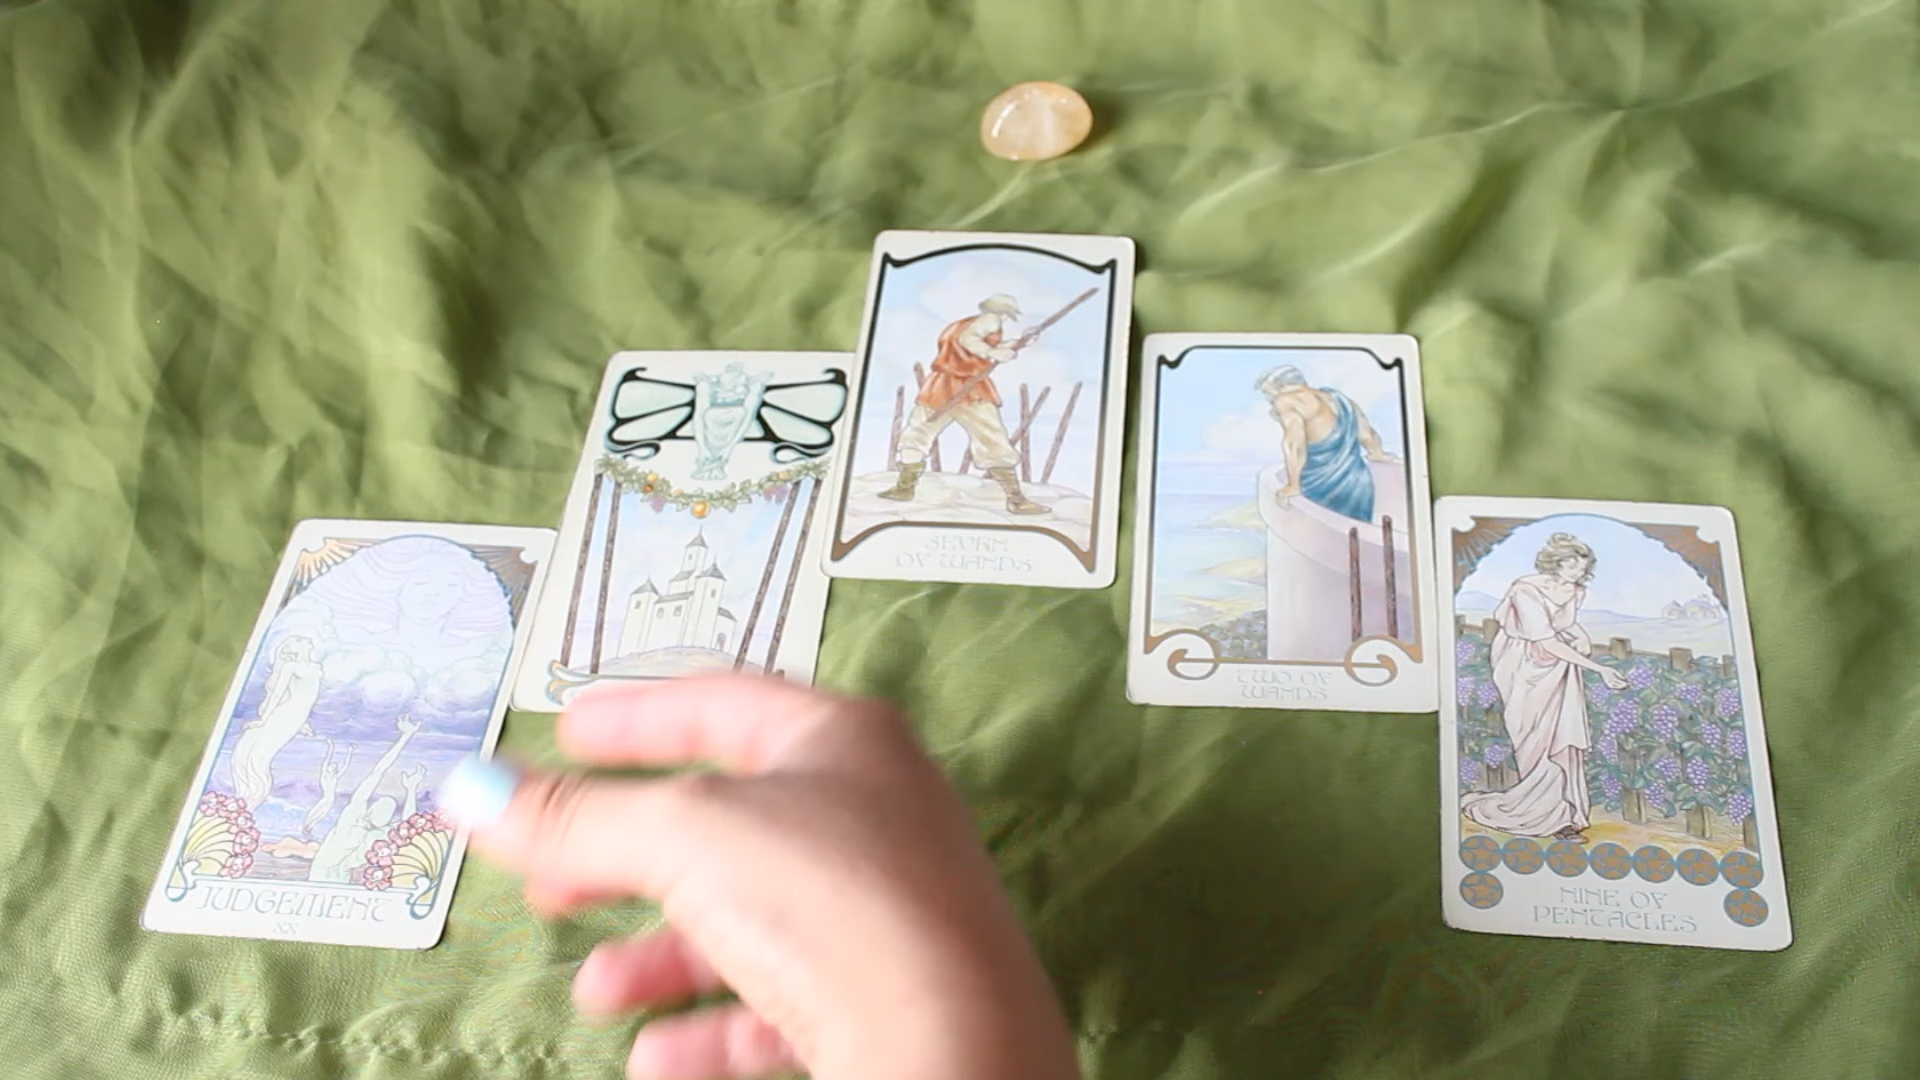 SEVEN
OF WANDS
TWO OF
WANDS
JUDGEMENT
XX
NINE OF
PENTACLES